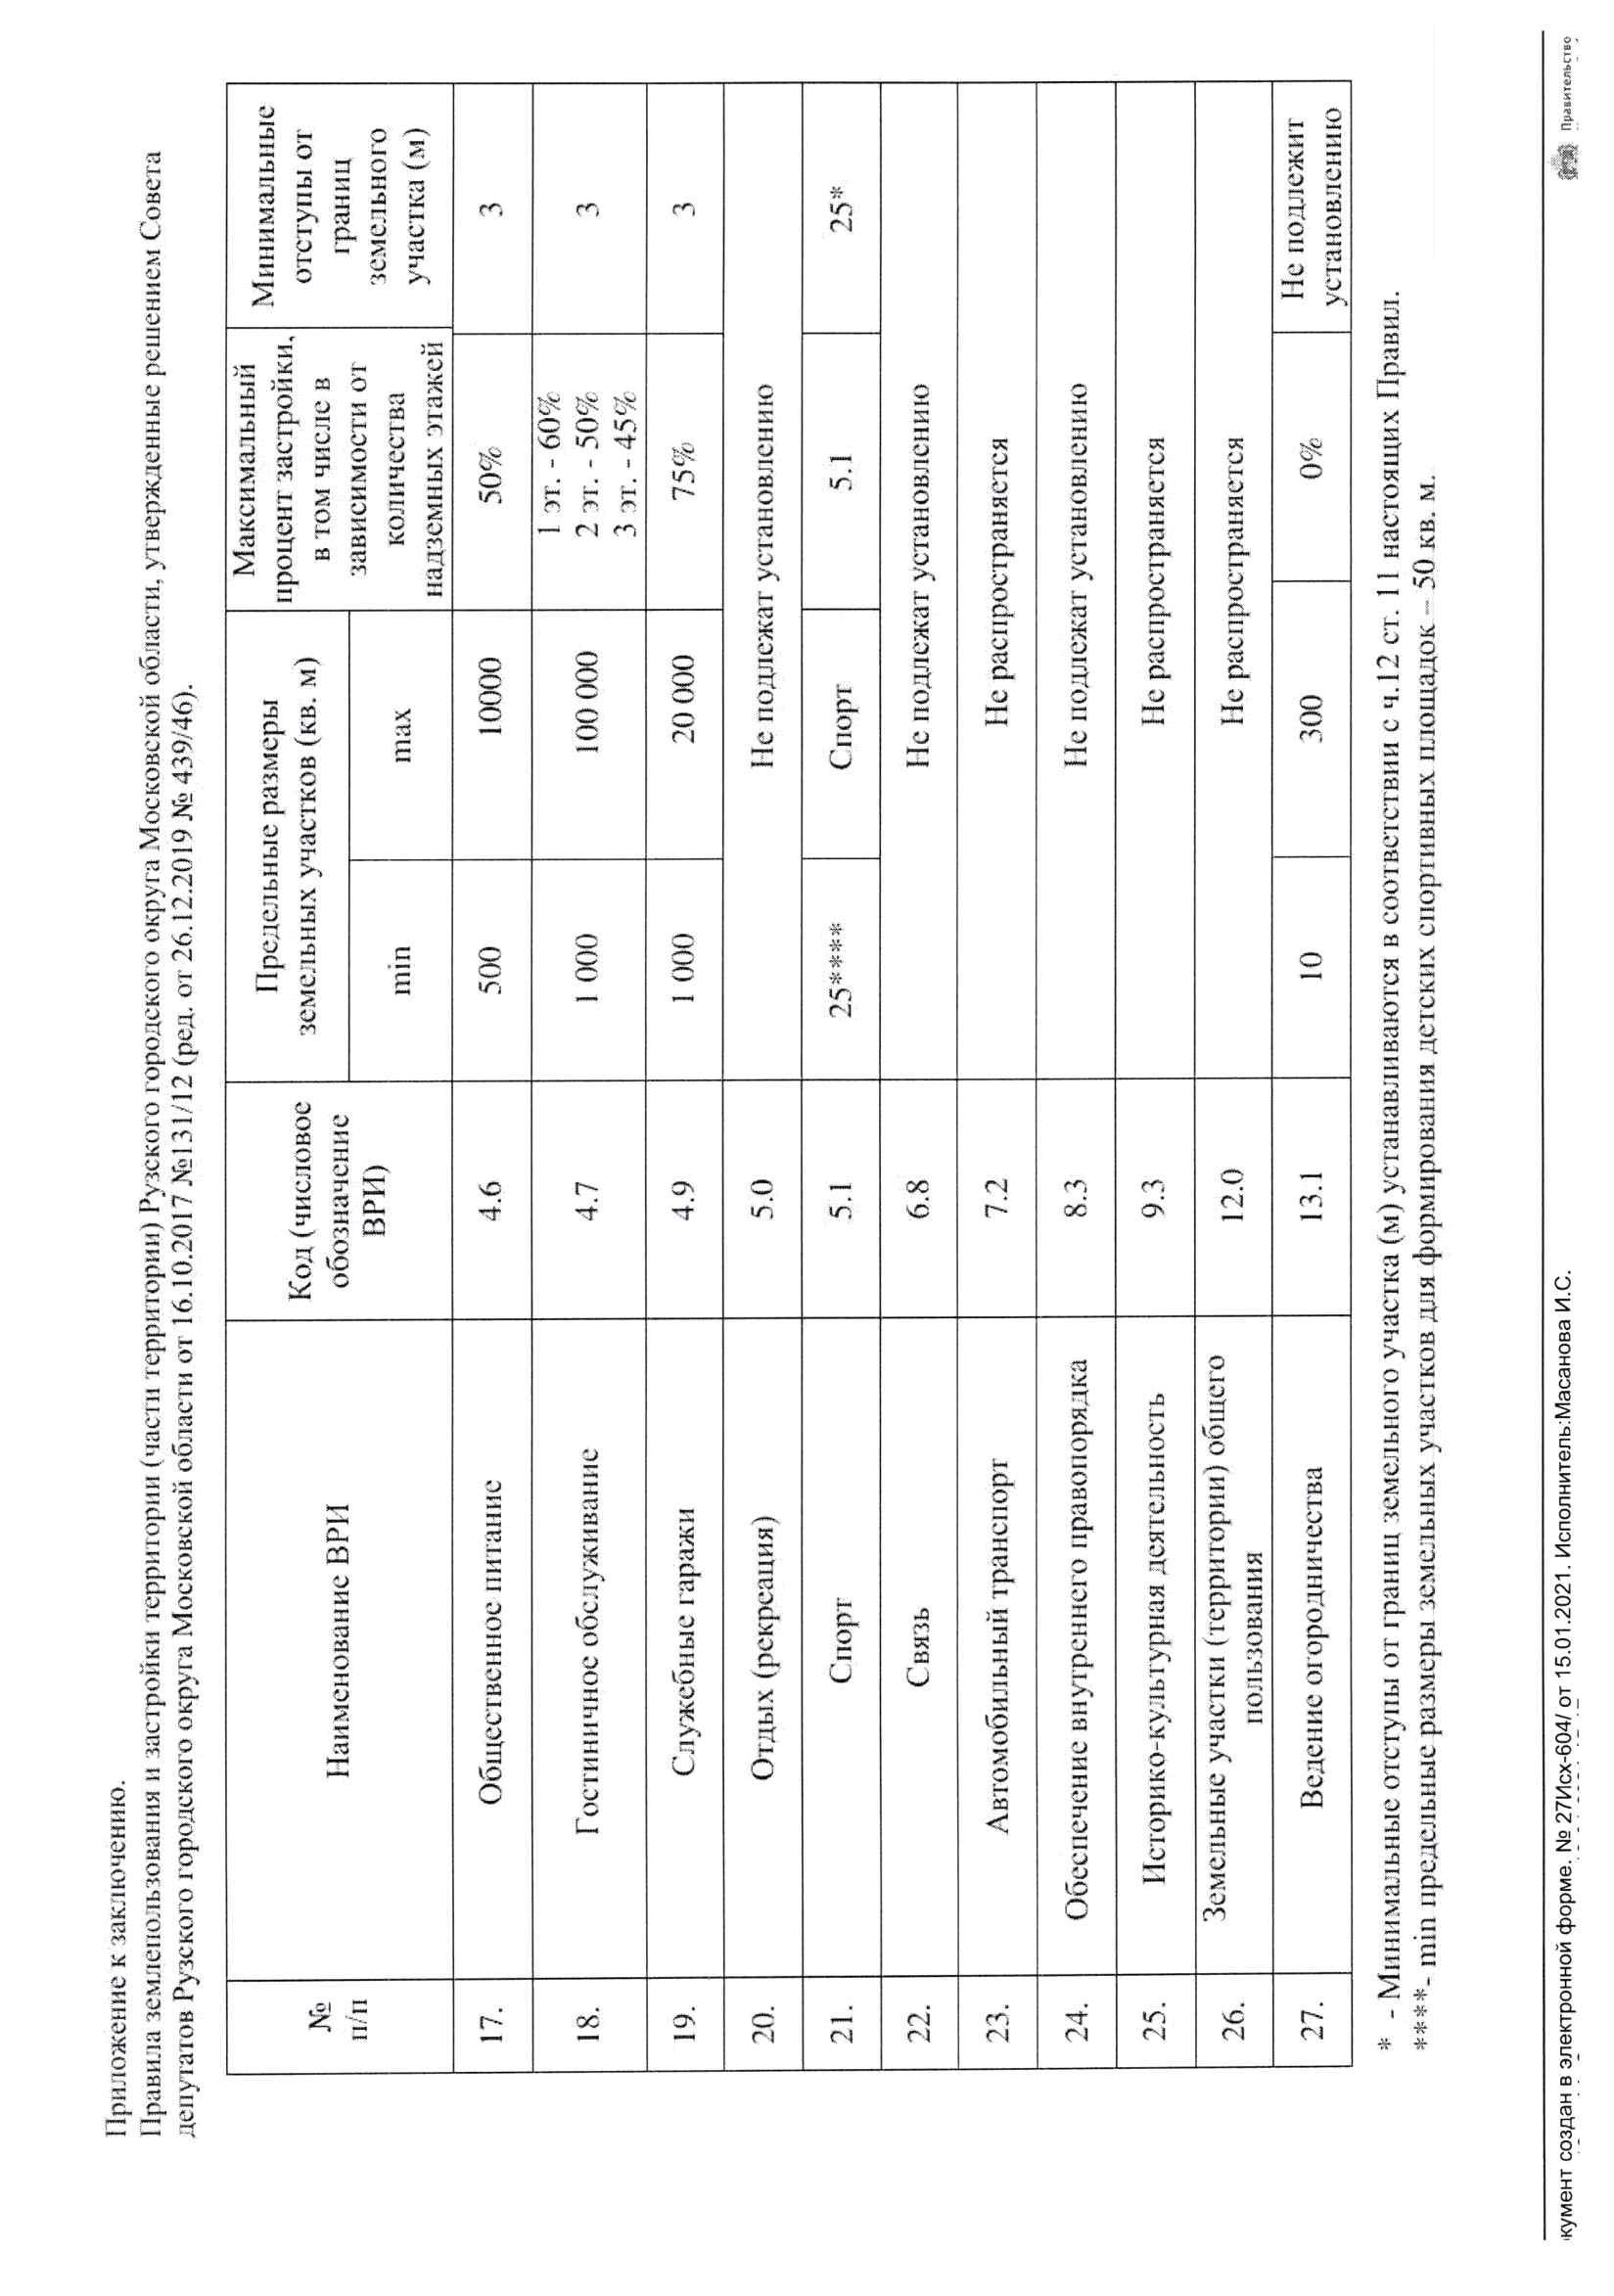 Приложение к заключению.
Правила землепользования и застройки территории (части территории) Рузского городского округа Московской области, утвержденные решением Совета
депутатов Рузского городского округа Московской области от 16.10.2017 №131/12 (ред. от 26.12.2019 № 439/46).
№
п/п
Наименование ВРИ
Код (числовое
обозначение
ВРИ)
Предельные размеры
земельных участков (кв. м)
min
max
Максимальный
процент застройки,
в том числе в
зависимости от
количества
надземных этажей
Минимальные
отступы от
границ
земельного
участка (м)
17. Общественное питание 4.6 500 10000 50% 3
18. Гостиничное обслуживание 4.7 1 000 100 000 1 эт. - 60%
2 эт. - 50%
3 эт. - 45%
3
19. Служебные гаражи 4.9 1 000 20 000 75% 3
20. Отдых (рекреация) 5.0 Не подлежат установлению
21. Спорт 5.1 25**** Спорт 5.1 25*
22. Связь 6.8 Не подлежат установлению
23. Автомобильный транспорт 7.2 Не распространяется
24. Обеспечение внутреннего правопорядка 8.3 Не подлежат установлению
25. Историко-культурная деятельность 9.3 Не распространяется
26. Земельные участки (территории) общего
пользования
12.0 Не распространяется
27. Ведение огородничества 13.1 10 300 0% Не подлежит
установлению
* - Минимальные отступы от границ земельного участка (м) устанавливаются в соответствии с ч.12 ст. 11 настоящих Правил.
****- min предельные размеры земельных участков для формирования детских спортивных площадок – 50 кв. м.
кумент создан в электронной форме. № 27Исх-604/ от 15.01.2021. Исполнитель:Масанова И.С.
Правительство